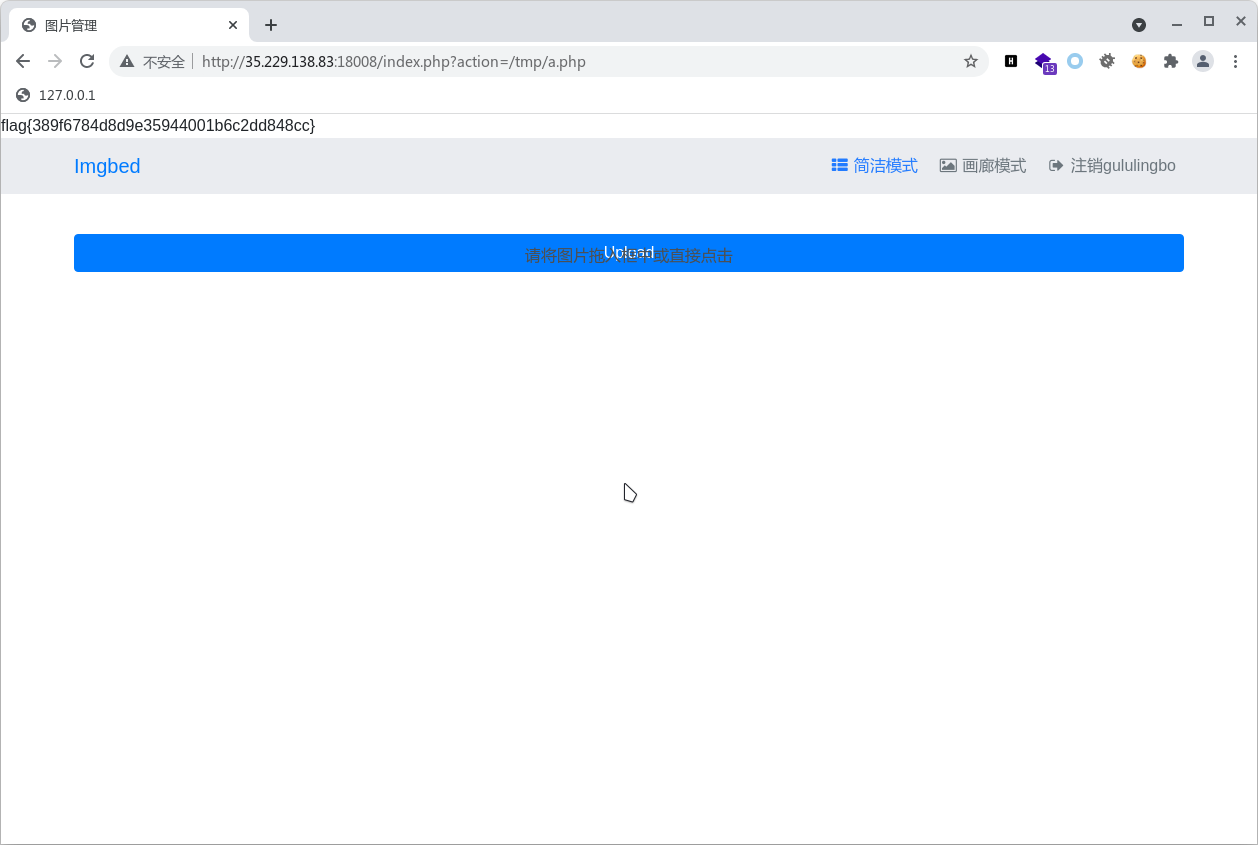 图片管理
不安全 http://35.229.138.83:18008/index.php?action=/tmp/a.php
H
13
127.0.0.1
flag{389f6784d8d9e35944001b6c2dd848cc}
Imgbed 简洁模式 画廊模式 注销gululingbo
Upload
请将图片拖入框中或直接点击